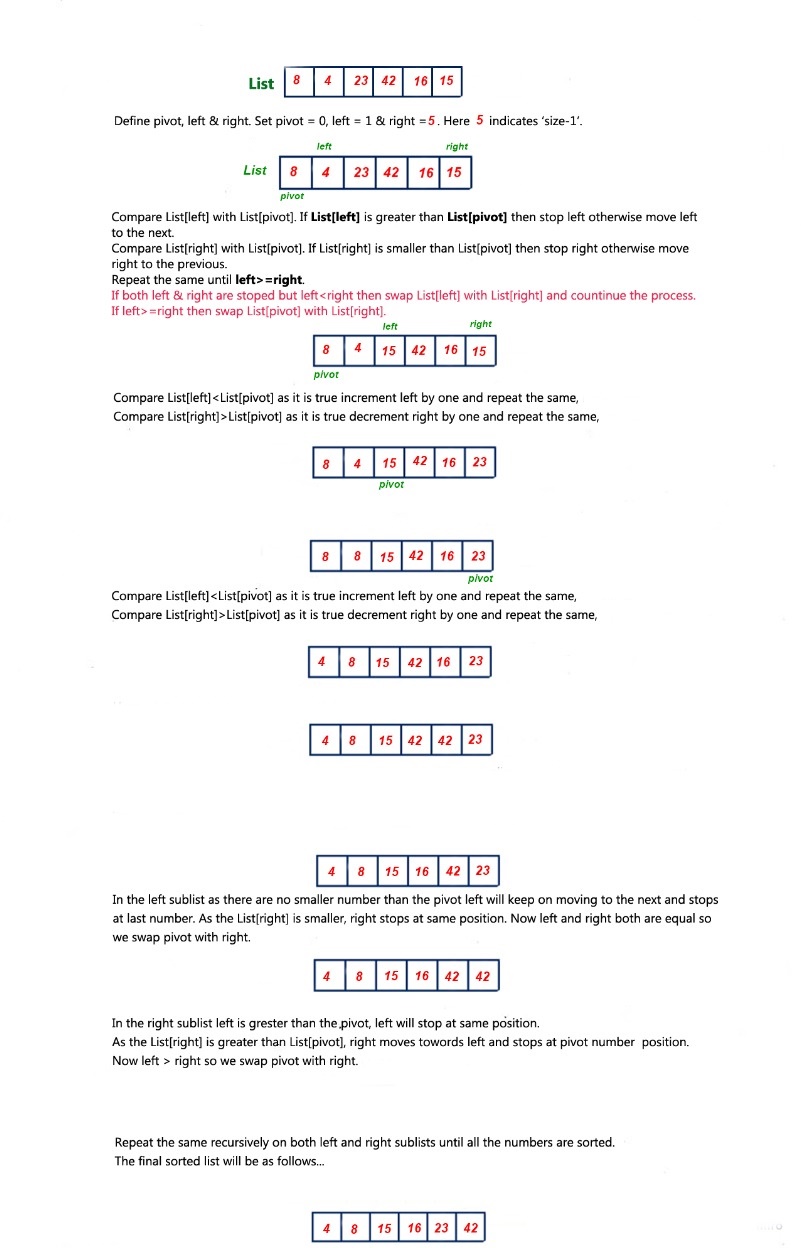 List 8 4 23 42 16 15
Define pivot, left & right. Set pivot = 0, left = 1 & right = 5. Here 5 indicates 'size-1'.
left right
List 8 4 23 42 16 15
pivot
Compare List[left] with List[pivot]. If List[left] is greater than List[pivot] then stop left otherwise move left
to the next.
Compare List[right] with List[pivot]. If List[right] is smaller than List[pivot] then stop right otherwise move
right to the previous.
Repeat the same until left>=right.
If both left & right are stoped but left<right then swap List[left] with List[right] and countinue the process.
If left>=right then swap List[pivot] with List[right].
left right
8 4 15 42 16 15
pivot
Compare List[left]<List[pivot] as it is true increment left by one and repeat the same,
Compare List[right]>List[pivot] as it is true decrement right by one and repeat the same,
8 4 15 42 16 23
pivot
8 8 15 42 16 23
pivot
Compare List[left]<List[pivot] as it is true increment left by one and repeat the same,
Compare List[right]>List[pivot] as it is true decrement right by one and repeat the same,
4 8 15 42 16 23
4 8 15 42 42 23
4 8 15 16 42 23
In the left sublist as there are no smaller number than the pivot left will keep on moving to the next and stops
at last number. As the List[right] is smaller, right stops at same position. Now left and right both are equal so
we swap pivot with right.
4 8 15 16 42 42
In the right sublist left is grester than the pivot, left will stop at same position.
As the List[right] is greater than List[pivot], right moves towords left and stops at pivot number position.
Now left > right so we swap pivot with right.
Repeat the same recursively on both left and right sublists until all the numbers are sorted.
The final sorted list will be as follows...
4 8 15 16 23 42